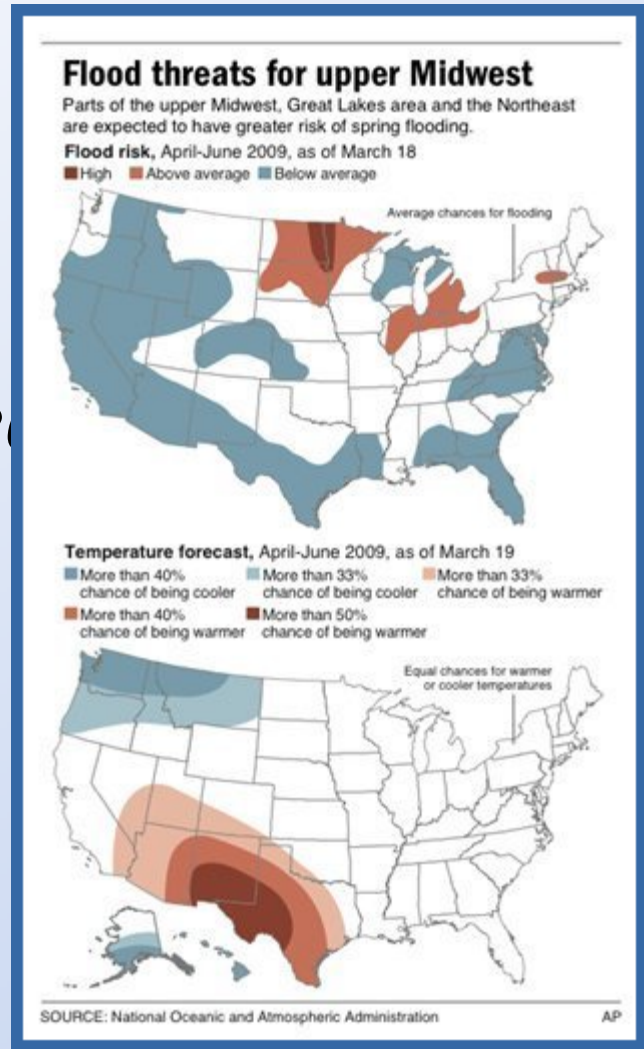 Flood threats for upper Midwest
Parts of the upper Midwest, Great Lakes area and the Northeast
are expected to have greater risk of spring flooding.
Flood risk, April-June 2009, as of March 18
High Above average Below average
Average chances for flooding
Temperature forecast, April-June 2009, as of March 19
More than 40%
chance of being cooler
More than 33%
chance of being cooler
More than 33%
chance of being warmer
More than 40%
chance of being warmer
More than 50%
chance of being warmer
Equal chances for warmer
or cooler temperatures
SOURCE: National Oceanic and Atmospheric Administration AP